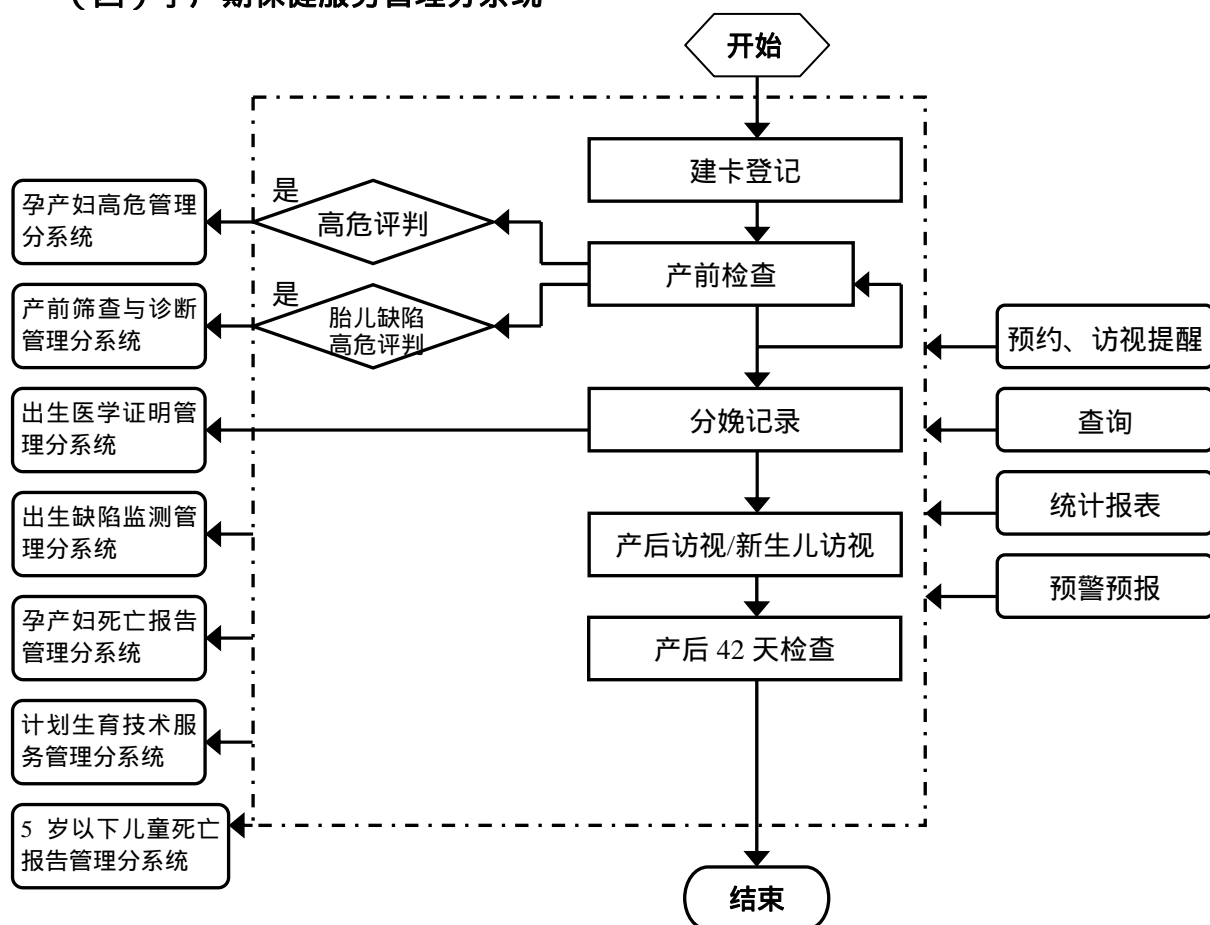 开始
建卡登记
是
高危评判
孕产妇高危管理
分系统
产前检查
是
胎儿缺陷
高危评判
产前筛查与诊断
管理分系统
预约、访视提醒
出生医学证明管
理分系统
分娩记录
查询
出生缺陷监测管
理分系统
产后访视/新生儿访视
统计报表
预警预报
孕产妇死亡报告
管理分系统
产后 42 天检查
计划生育技术服
务管理分系统
5 岁以下儿童死亡
报告管理分系统
结束